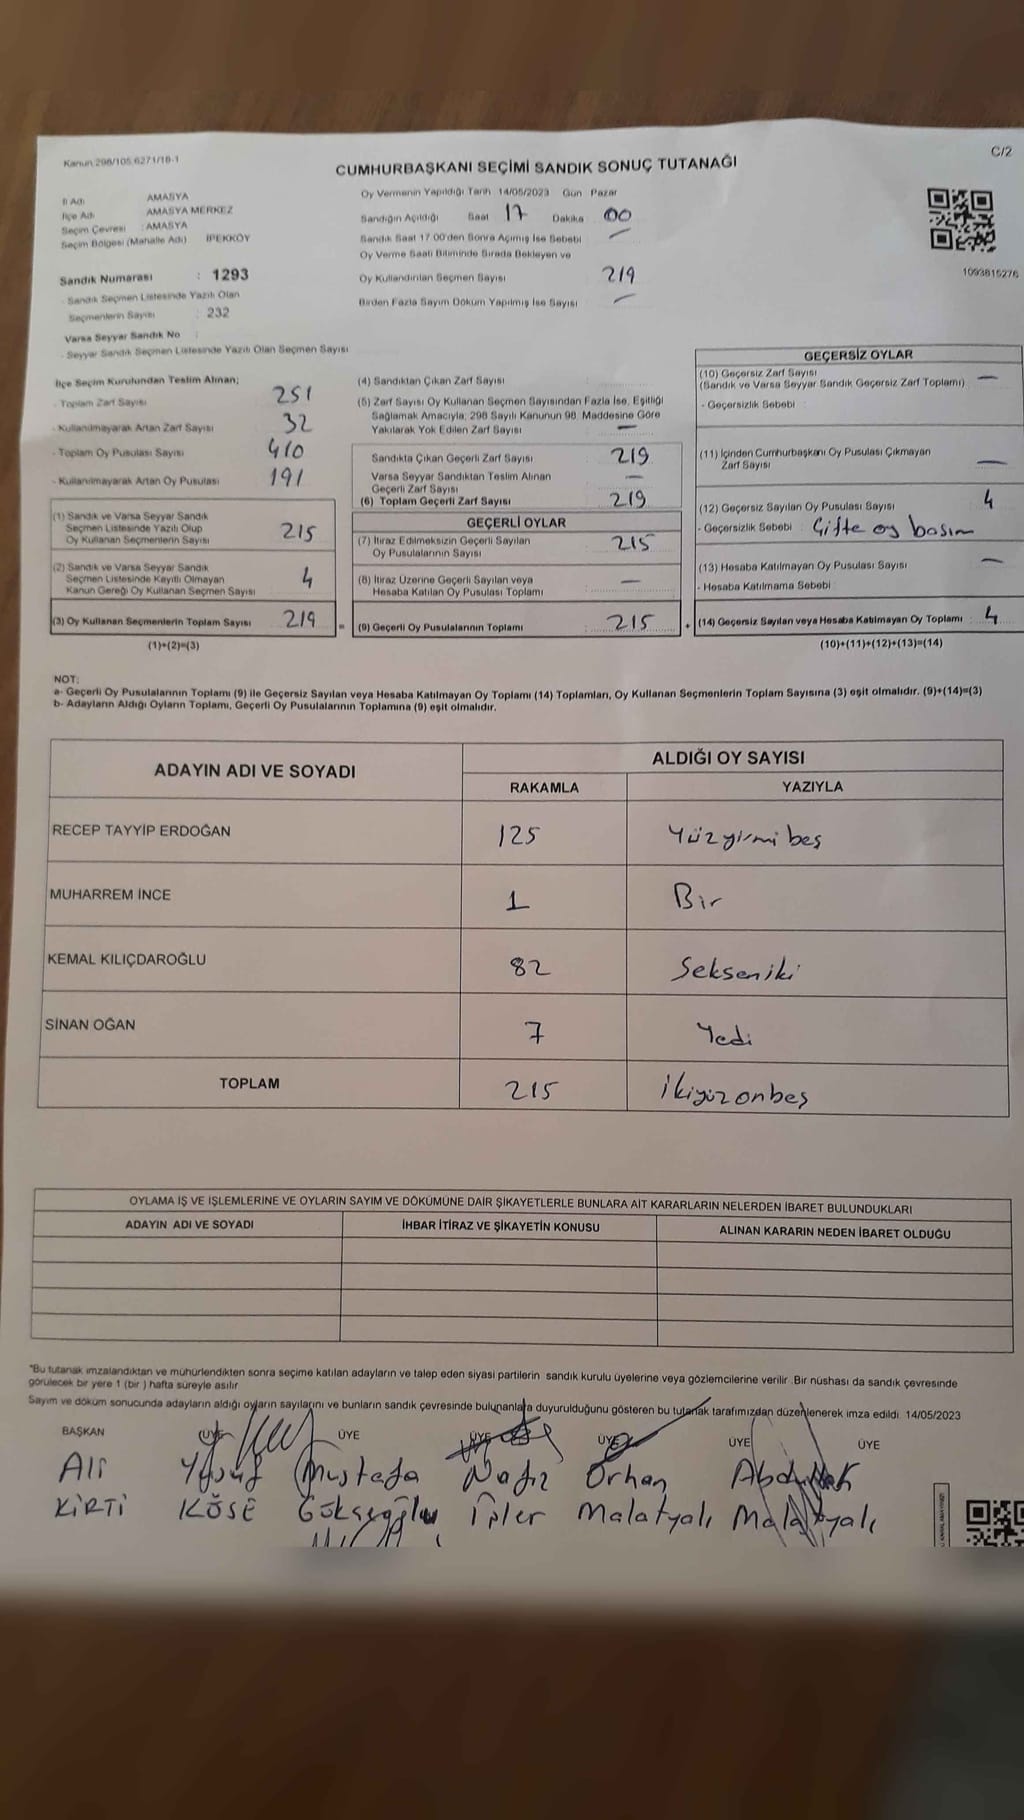 Kanun 298/105,6271/18-1
C/2
CUMHURBAŞKANI SEÇİMİ SANDIK SONUÇ TUTANAĞI
İl Adı AMASYA
İlçe Adı AMASYA MERKEZ
Seçim Çevresi : AMASYA
Seçim Bölgesi (Mahalle Adı) İPEKKÖY
Sandık Numarası : 1293
- Sandık Seçmen Listesinde Yazılı Olan
Seçmenlerin Sayısı : 232
Varsa Seyyar Sandık No :
- Seyyar Sandık Seçmen Listesinde Yazılı Olan Seçmen Sayısı
Oy Vermenin Yapıldığı Tarih 14/05/2023 Gün Pazar
Sandığın Açıldığı Saat 17 Dakika 00
Sandık Saat 17.00'den Sonra Açımış İse Sebebi
Oy Verme Saati Bitiminde Sırada Bekleyen ve
Oy Kullandırılan Seçmen Sayısı 219
Birden Fazla Sayım Döküm Yapılmış İse Sayısı —
1093815276
İlçe Seçim Kurulundan Teslim Alınan;
- Toplam Zarf Sayısı 251
- Kullanılmayarak Artan Zarf Sayısı 32
- Toplam Oy Pusulası Sayısı 410
- Kullanılmayarak Artan Oy Pusulası 191
(1) Sandık ve Varsa Seyyar Sandık
Seçmen Listesinde Yazılı Olup
Oy Kullanan Seçmenlerin Sayısı 215
(2) Sandık ve Varsa Seyyar Sandık
Seçmen Listesinde Kayıtlı Olmayan
Kanun Gereği Oy Kullanan Seçmen Sayısı 4
(3) Oy Kullanan Seçmenlerin Toplam Sayısı 219
(1)+(2)=(3)
(4) Sandıktan Çıkan Zarf Sayısı
(5) Zarf Sayısı Oy Kullanan Seçmen Sayısından Fazla İse, Eşitliği
Sağlamak Amacıyla; 298 Sayılı Kanunun 98. Maddesine Göre
Yakılarak Yok Edilen Zarf Sayısı —
Sandıkta Çıkan Geçerli Zarf Sayısı 219
Varsa Seyyar Sandıktan Teslim Alınan
Geçerli Zarf Sayısı —
(6) Toplam Geçerli Zarf Sayısı 219
GEÇERLİ OYLAR
(7) İtiraz Edilmeksizin Geçerli Sayılan
Oy Pusulalarının Sayısı 215
(8) İtiraz Üzerine Geçerli Sayılan veya
Hesaba Katılan Oy Pusulası Toplamı —
= (9) Geçerli Oy Pusulalarının Toplamı 215
GEÇERSİZ OYLAR
(10) Geçersiz Zarf Sayısı —
(Sandık ve Varsa Seyyar Sandık Geçersiz Zarf Toplamı)
- Geçersizlik Sebebi :
(11) İçinden Cumhurbaşkanı Oy Pusulası Çıkmayan
Zarf Sayısı —
(12) Geçersiz Sayılan Oy Pusulası Sayısı 4
- Geçersizlik Sebebi : Çifte oy basım
(13) Hesaba Katılmayan Oy Pusulası Sayısı —
- Hesaba Katılmama Sebebi :
+ (14) Geçersiz Sayılan veya Hesaba Katılmayan Oy Toplamı : 4
(10)+(11)+(12)+(13)=(14)
NOT:
a- Geçerli Oy Pusulalarının Toplamı (9) ile Geçersiz Sayılan veya Hesaba Katılmayan Oy Toplamı (14) Toplamları, Oy Kullanan Seçmenlerin Toplam Sayısına (3) eşit olmalıdır. (9)+(14)=(3)
b- Adayların Aldığı Oyların Toplamı, Geçerli Oy Pusulalarının Toplamına (9) eşit olmalıdır.
ADAYIN ADI VE SOYADI
ALDIĞI OY SAYISI
RAKAMLA YAZIYLA
RECEP TAYYİP ERDOĞAN 125 Yüzyirmi beş
MUHARREM İNCE 1 Bir
KEMAL KILIÇDAROĞLU 82 Sekseniki
SİNAN OĞAN 7 Yedi
TOPLAM 215 ikiyüzonbeş
OYLAMA İŞ VE İŞLEMLERİNE VE OYLARIN SAYIM VE DÖKÜMÜNE DAİR ŞİKAYETLERLE BUNLARA AİT KARARLARIN NELERDEN İBARET BULUNDUKLARI
ADAYIN ADI VE SOYADI İHBAR İTİRAZ VE ŞİKAYETİN KONUSU ALINAN KARARIN NEDEN İBARET OLDUĞU
*Bu tutanak imzalandıktan ve mühürlendikten sonra seçime katılan adayların ve talep eden siyasi partilerin sandık kurulu üyelerine veya gözlemcilerine verilir. Bir nüshası da sandık çevresinde
görülecek bir yere 1 (bir ) hafta süreyle asılır
Sayım ve döküm sonucunda adayların aldığı oyların sayılarını ve bunların sandık çevresinde bulunanlara duyurulduğunu gösteren bu tutanak tarafımızdan düzenlenerek imza edildi. 14/05/2023
BAŞKAN ÜYE ÜYE ÜYE ÜYE ÜYE ÜYE
Ali Yusuf Mustafa Nafiz Orhan Abdullah
KIRTI KÖSE Malatyalı Malatyalı